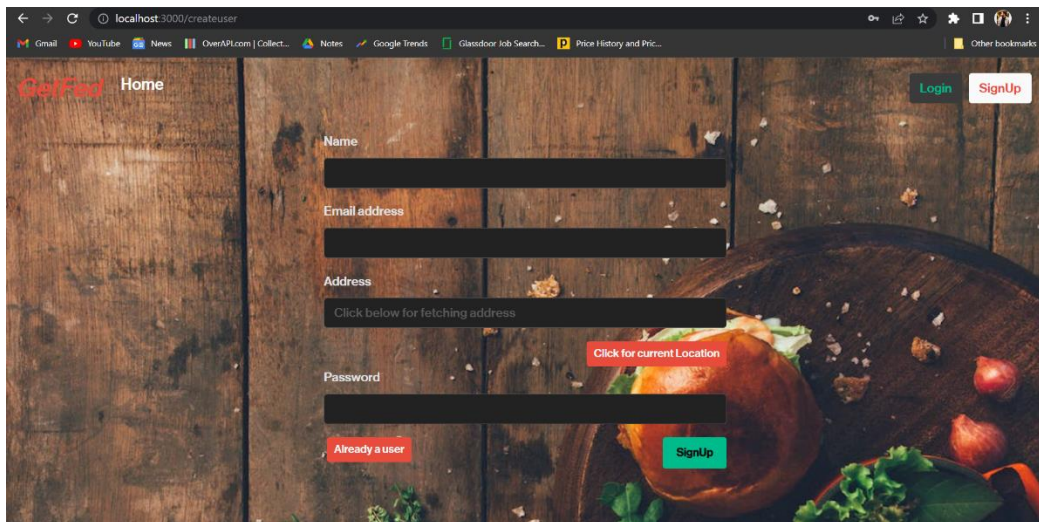 localhost:3000/createuser
Gmail YouTube News OverAPI.com | Collect... Notes Google Trends Glassdoor Job Search... Price History and Pric... Other bookmarks
GetFed Home Login SignUp
Name
Email address
Address
Click below for fetching address
Click for current Location
Password
Already a user SignUp